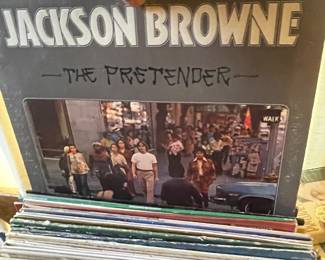 JACKSON BROWNE
THE PRETENDER
WALK